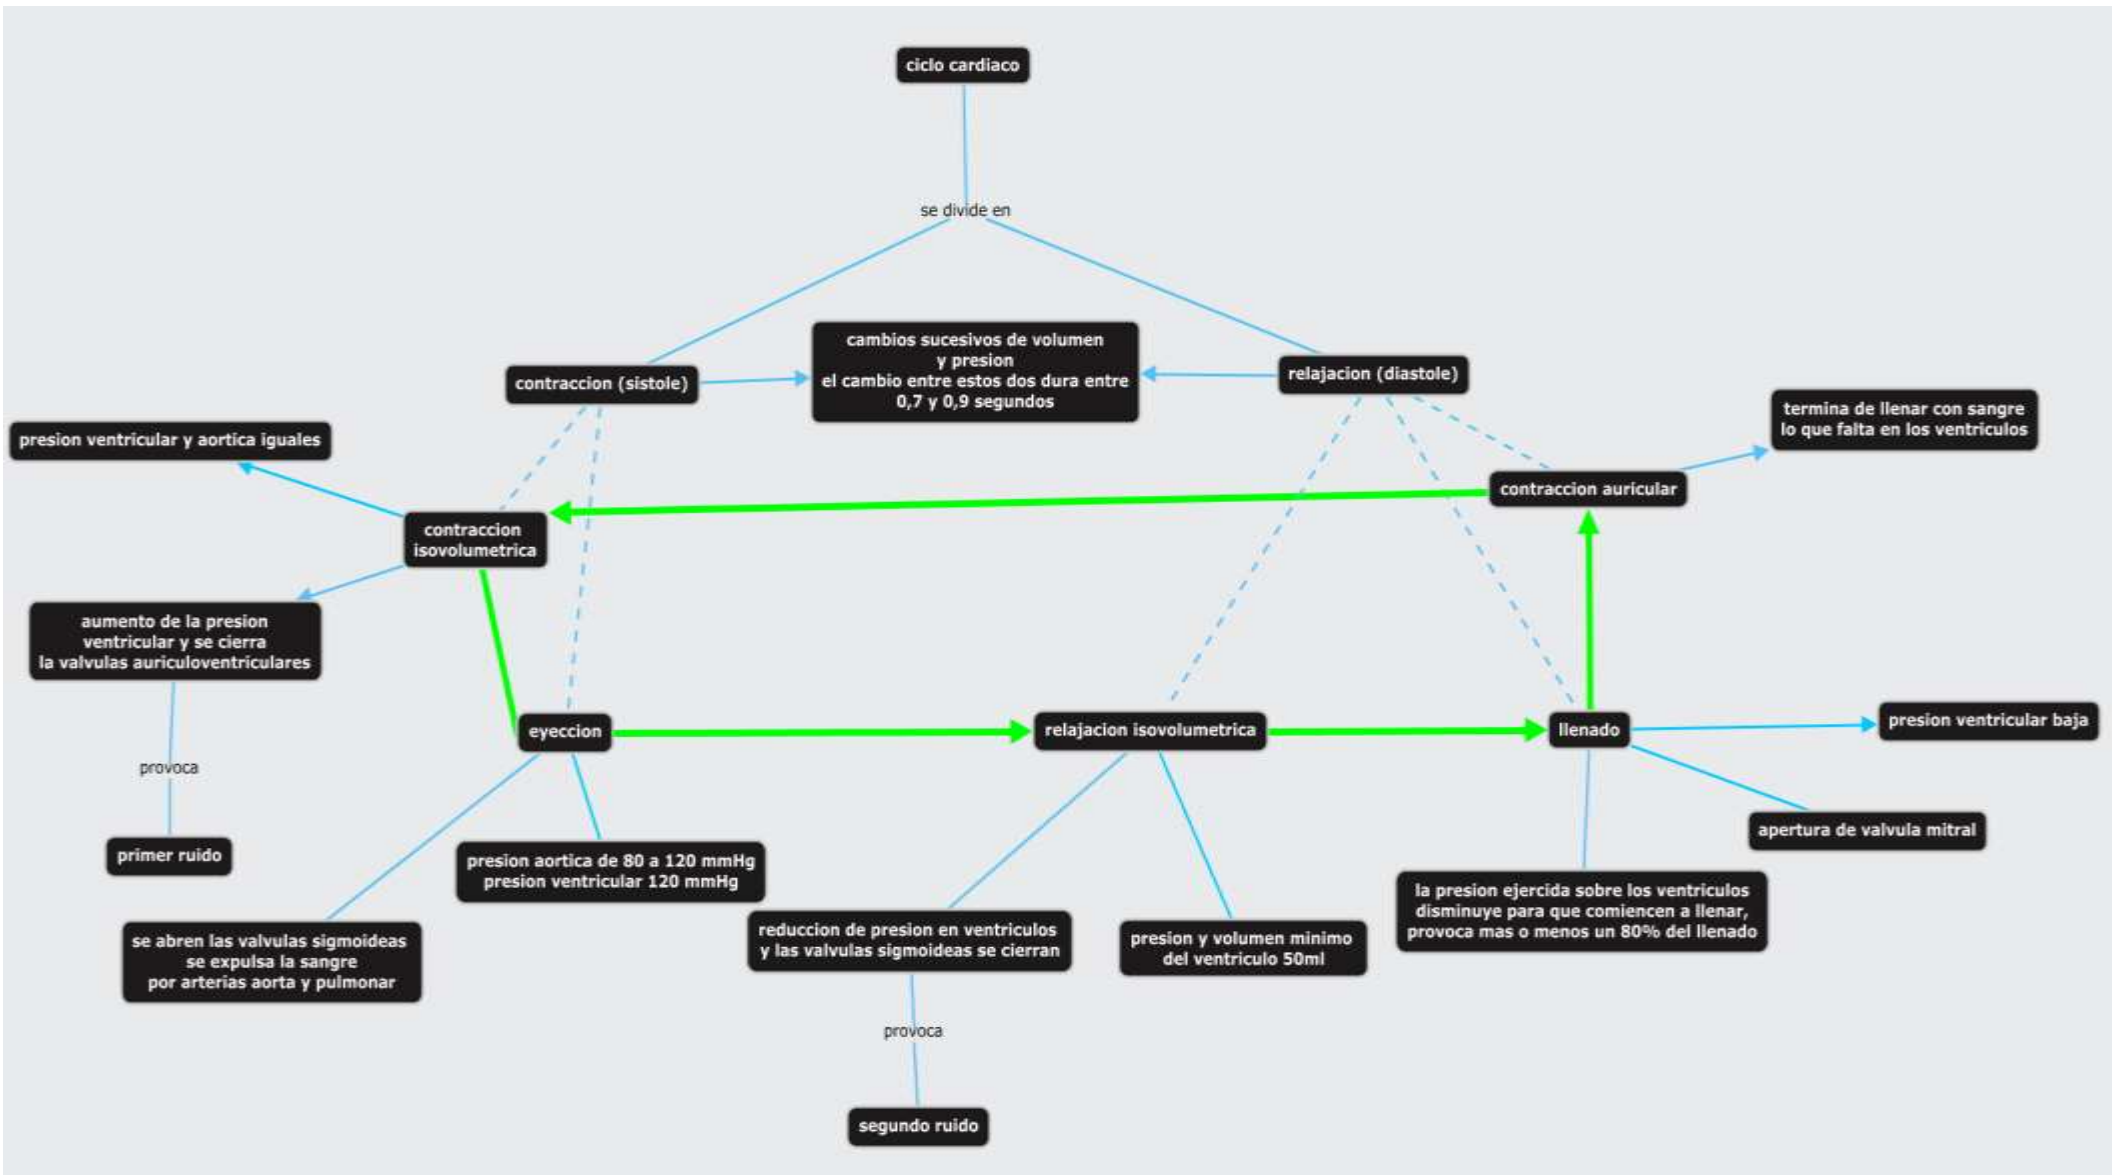 ciclo cardiaco
se divide en
cambios sucesivos de volumen
y presion
el cambio entre estos dos dura entre
0,7 y 0,9 segundos
contraccion (sistole)
relajacion (diastole)
termina de llenar con sangre
lo que falta en los ventriculos
presion ventricular y aortica iguales
contraccion auricular
contraccion
isovolumetrica
aumento de la presion
ventricular y se cierra
la valvulas auriculoventriculares
eyeccion
relajacion isovolumetrica
llenado
presion ventricular baja
provoca
apertura de valvula mitral
primer ruido
presion aortica de 80 a 120 mmHg
presion ventricular 120 mmHg
la presion ejercida sobre los ventriculos
disminuye para que comiencen a llenar,
provoca mas o menos un 80% del llenado
se abren las valvulas sigmoideas
se expulsa la sangre
por arterias aorta y pulmonar
reduccion de presion en ventriculos
y las valvulas sigmoideas se cierran
presion y volumen minimo
del ventriculo 50ml
provoca
segundo ruido